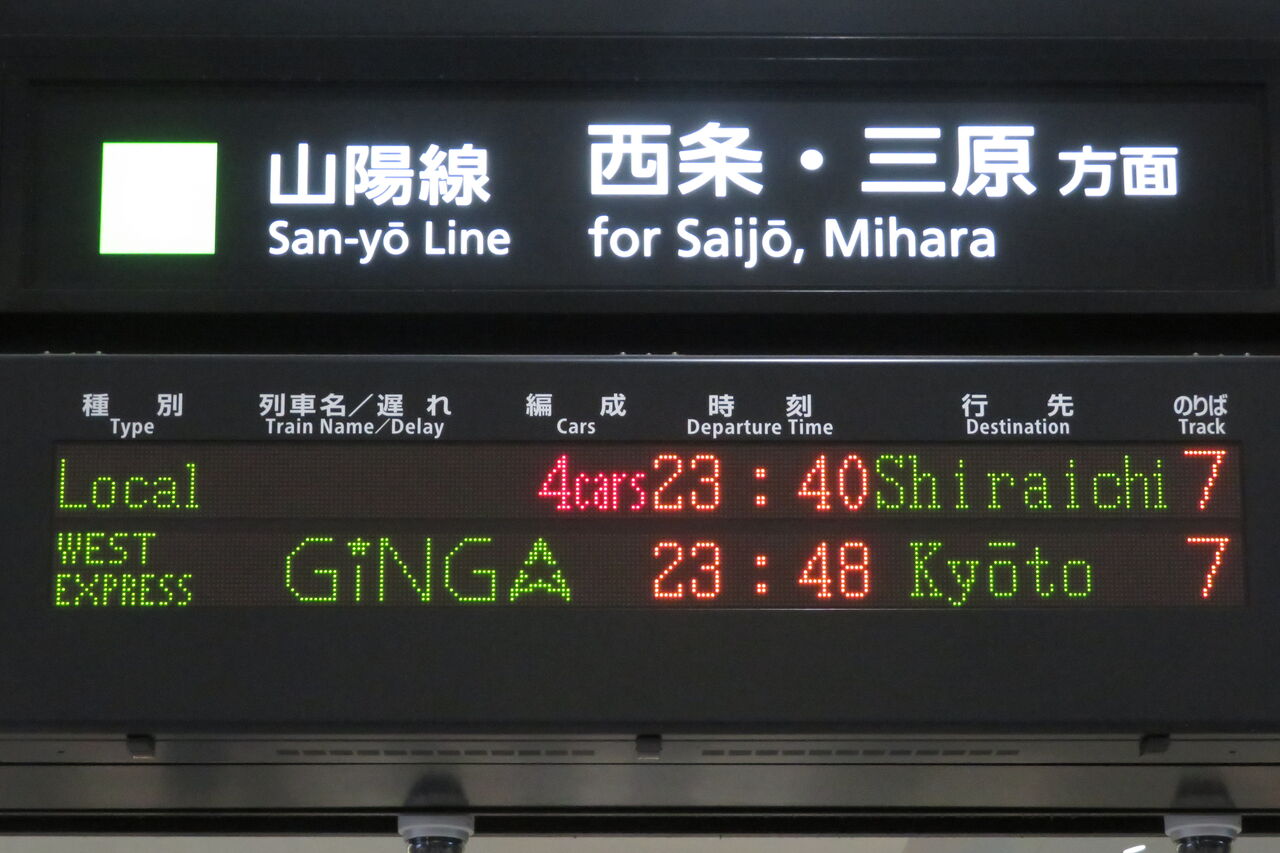 山陽線 西条・三原方面
San-yō Line for Saijō, Mihara
種別 列車名/遅れ 編成 時刻 行先 のりば
Type Train Name/Delay Cars Departure Time Destination Track
Local 4cars 23:40 Shiraichi 7
WEST EXPRESS GiNGA 23:48 Kyōto 7